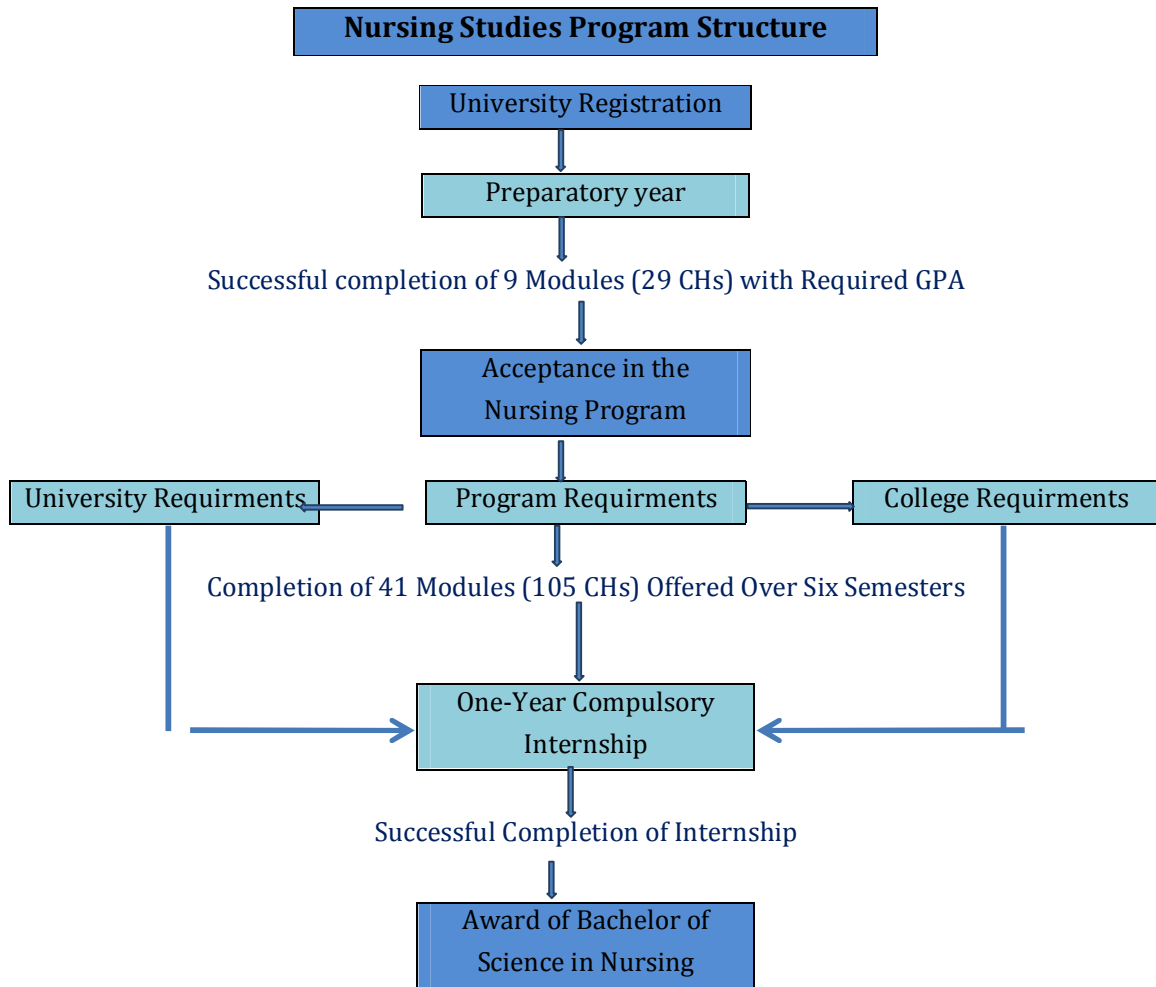 Nursing Studies Program Structure
University Registration
Preparatory year
Successful completion of 9 Modules (29 CHs) with Required GPA
Acceptance in the
Nursing Program
University Requirments
Program Requirments
College Requirments
Completion of 41 Modules (105 CHs) Offered Over Six Semesters
One-Year Compulsory
Internship
Successful Completion of Internship
Award of Bachelor of
Science in Nursing